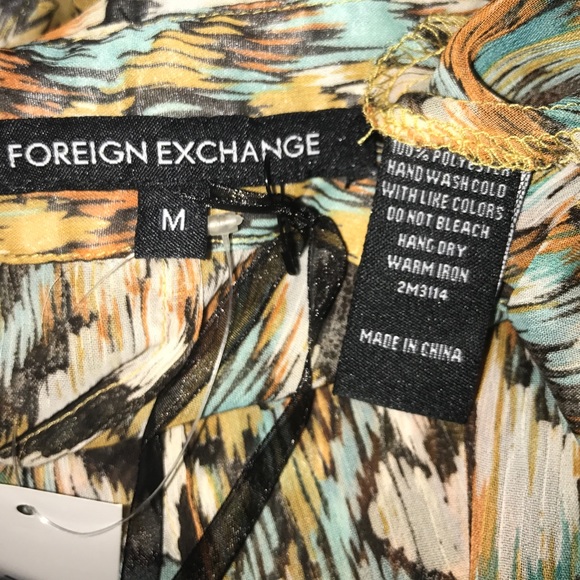 FOREIGN EXCHANGE
M
100% POLYESTER
HAND WASH COLD
WITH LIKE COLORS
DO NOT BLEACH
HANG DRY
WARM IRON
2M3114
MADE IN CHINA